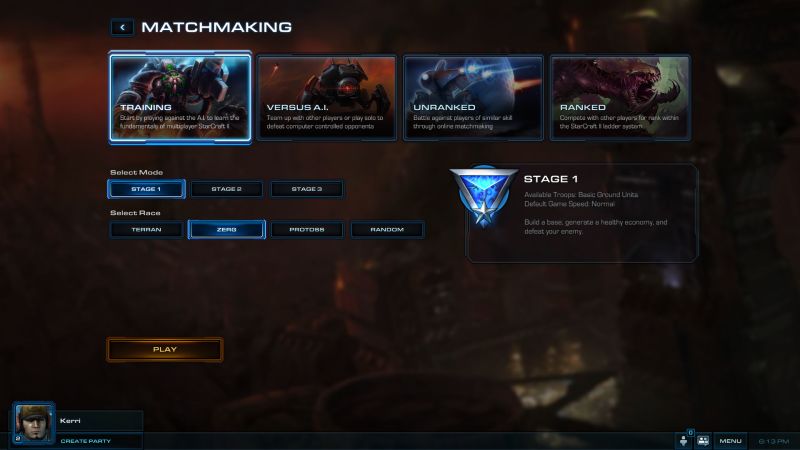 MATCHMAKING
TRAINING
Start by playing against the A.I. to learn the
fundamentals of multiplayer StarCraft II
VERSUS A.I.
Team up with other players or play solo to
defeat computer controlled opponents
UNRANKED
Battle against players of similar skill
through online matchmaking
RANKED
Compete with other players for rank within
the StarCraft II ladder system
Select Mode
STAGE 1
STAGE 2
STAGE 3
Select Race
TERRAN
ZERG
PROTOSS
RANDOM
STAGE 1
Available Troops: Basic Ground Units
Default Game Speed: Normal
Build a base, generate a healthy economy, and
defeat your enemy.
PLAY
2
Kerri
CREATE PARTY
0
MENU
6:13 PM